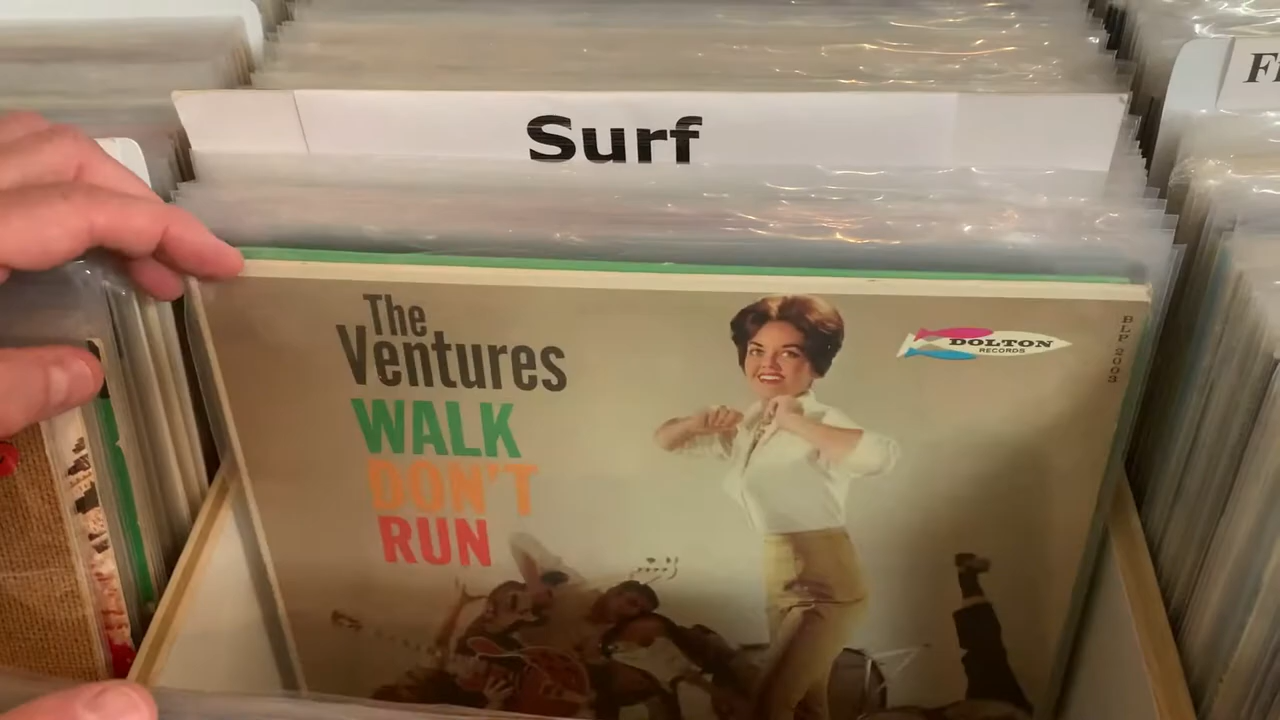 Surf
The
Ventures
WALK
DON'T
RUN
DOLTON
RECORDS
BLP 2003